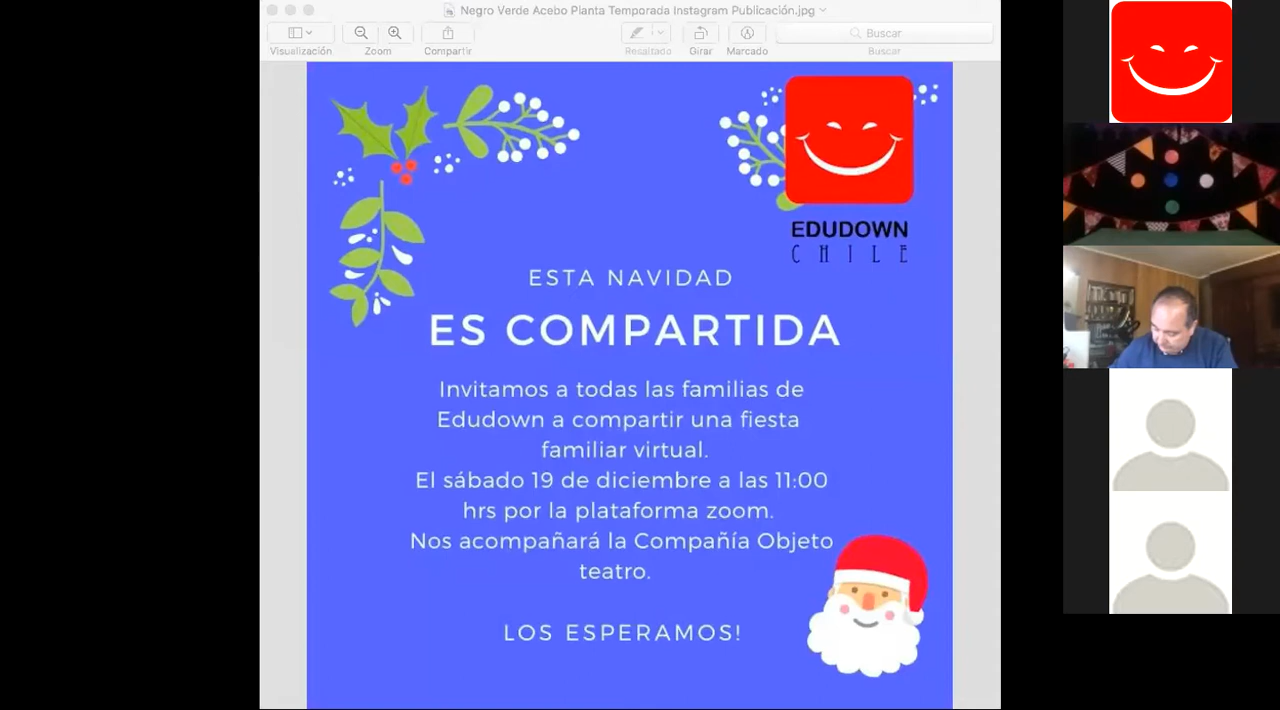 Negro Verde Acebo Planta Temporada Instagram Publicación.jpg
Buscar
Visualización
Zoom
Compartir
Resaltado
Girar
Marcado
Buscar
EDUDOWN
CHILE
ESTA NAVIDAD
ES COMPARTIDA
Invitamos a todas las familias de
Edudown a compartir una fiesta
familiar virtual.
El sábado 19 de diciembre a las 11:00
hrs por la plataforma zoom.
Nos acompañará la Compañía Objeto
teatro.
LOS ESPERAMOS!